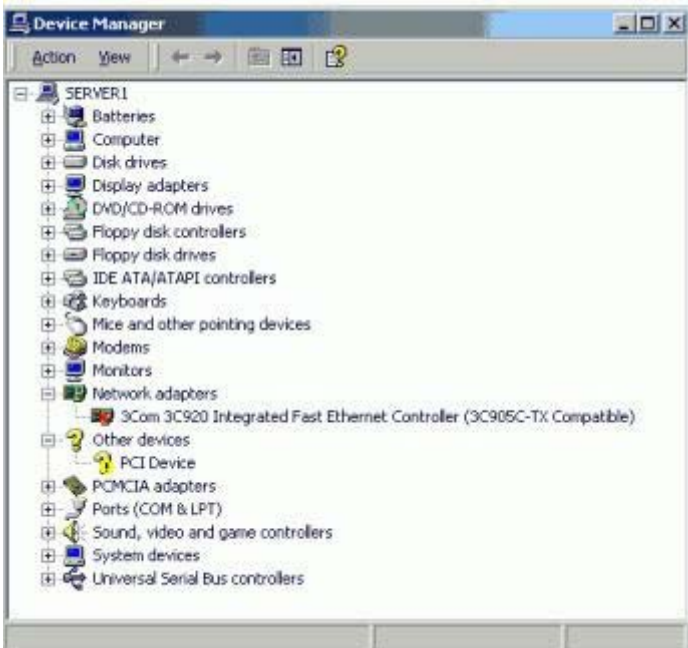 Device Manager
Action View
SERVER1
Batteries
Computer
Disk drives
Display adapters
DVD/CD-ROM drives
Floppy disk controllers
Floppy disk drives
IDE ATA/ATAPI controllers
Keyboards
Mice and other pointing devices
Modems
Monitors
Network adapters
3Com 3C920 Integrated Fast Ethernet Controller (3C905C-TX Compatible)
Other devices
PCI Device
PCMCIA adapters
Ports (COM & LPT)
Sound, video and game controllers
System devices
Universal Serial Bus controllers